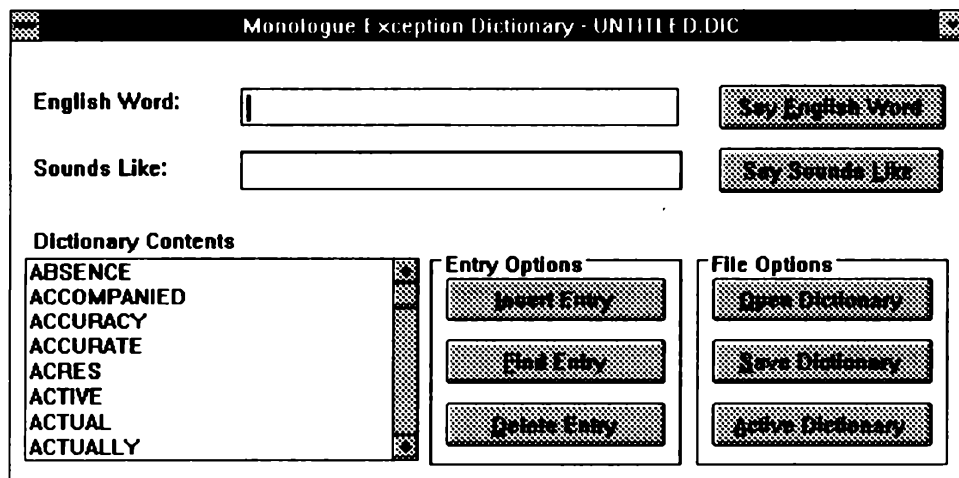 Monologue Exception Dictionary - UNTITLED.DIC
English Word:
Say English Word
Sounds Like:
Say Sounds Like
Dictionary Contents
ABSENCE
ACCOMPANIED
ACCURACY
ACCURATE
ACRES
ACTIVE
ACTUAL
ACTUALLY
Entry Options
Insert Entry
Find Entry
Delete Entry
File Options
Open Dictionary
Save Dictionary
Active Dictionary